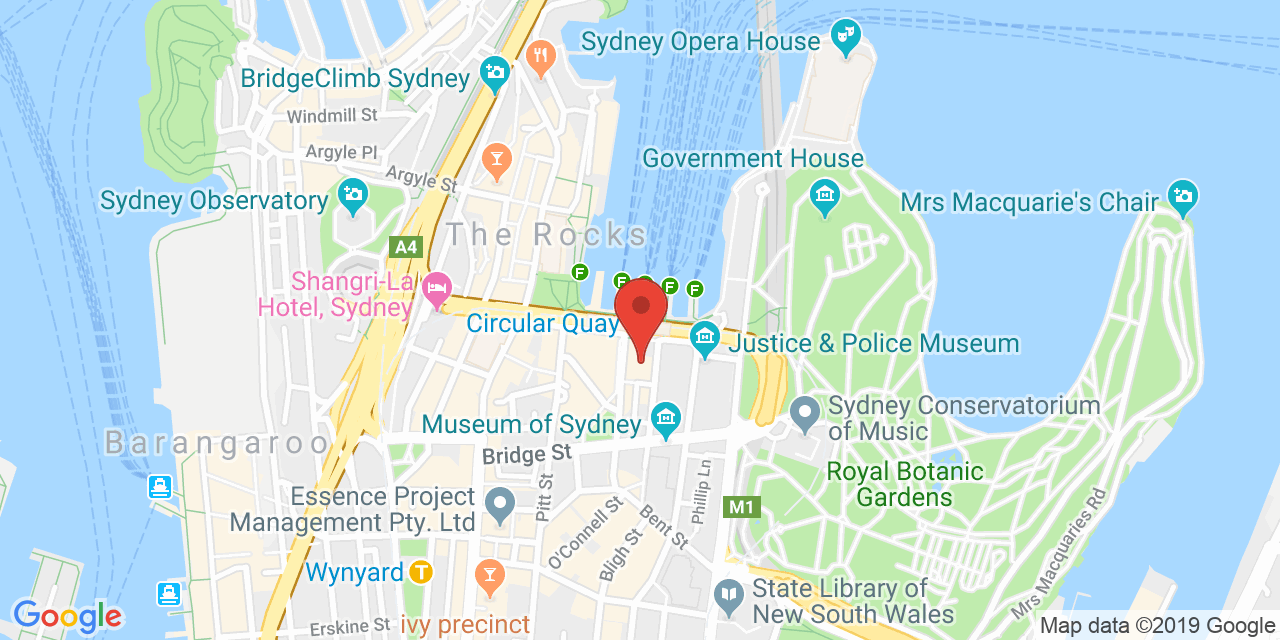 Sydney Opera House
BridgeClimb Sydney
Windmill St
Argyle Pl
Argyle St
Government House
Sydney Observatory
Mrs Macquarie's Chair
The Rocks
A4
Shangri-La
Hotel, Sydney
F
F
F
F
Circular Quay
Justice & Police Museum
Museum of Sydney
Sydney Conservatorium
of Music
Barangaroo
Bridge St
Royal Botanic
Gardens
Essence Project
Management Pty. Ltd
Pitt St
Phillip Ln
M1
O'Connell St
Bent St
Bligh St
Mrs Macquaries Rd
Wynyard
T
State Library of
New South Wales
Erskine St
ivy precinct
Google
Map data ©2019 Google